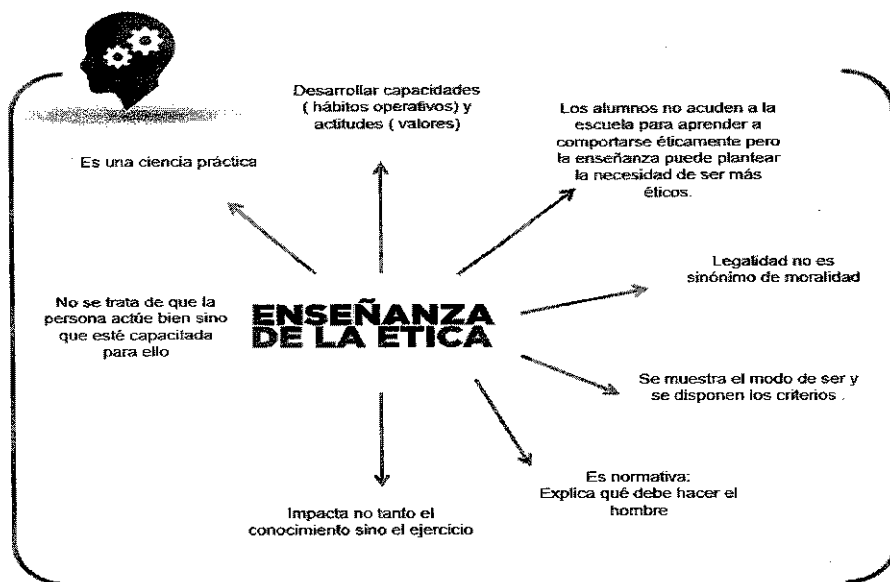 Desarrollar capacidades
( hábitos operativos) y
actitudes ( valores)
Los alumnos no acuden a la
escuela para aprender a
comportarse éticamente pero
la enseñanza puede plantear
la necesidad de ser más
éticos.
Es una ciencia práctica
Legalidad no es
sinónimo de moralidad
No se trata de que la
persona actúe bien sino
que esté capacitada
para ello
ENSEÑANZA
DE LA ETICA
Se muestra el modo de ser y
se disponen los criterios .
Es normativa:
Explica qué debe hacer el
hombre
Impacta no tanto el
conocimiento sino el ejercicio